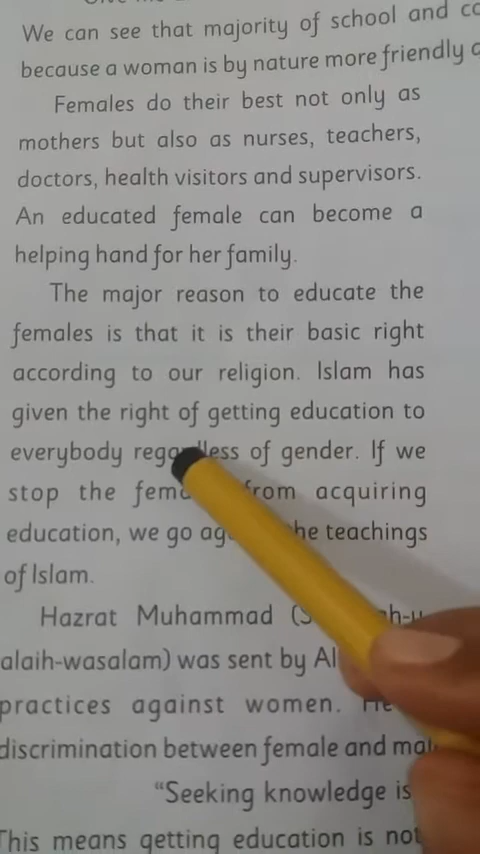 We can see that majority of school and
because a woman is by nature more friendly
Females do their best not only as
mothers but also as nurses, teachers,
doctors, health visitors and supervisors.
An educated female can become a
helping hand for her family.
The major reason to educate the
females is that it is their basic right
according to our religion. Islam has
given the right of getting education to
everybody regardless of gender. If we
stop the from acquiring
education, we go the teachings
of Islam.
Hazrat Muhammad
alaih-wasalam) was sent by
practices against women. He
discrimination between female and
"Seeking knowledge is
This means getting education is not